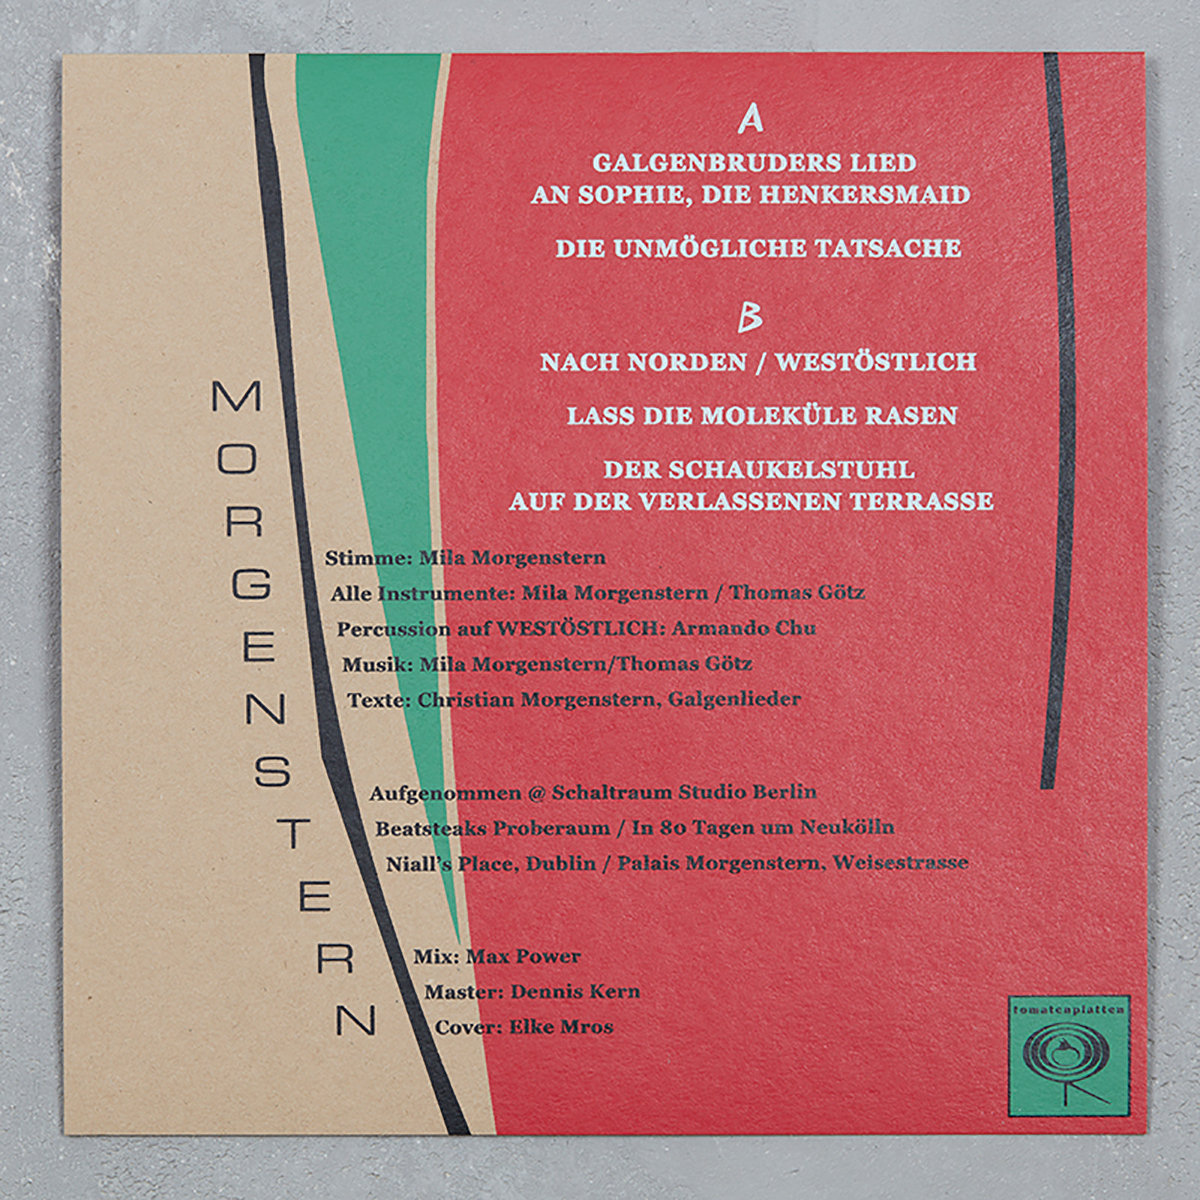 A
GALGENBRUDERS LIED
AN SOPHIE, DIE HENKERSMAID
DIE UNMÖGLICHE TATSACHE
B
NACH NORDEN / WESTÖSTLICH
LASS DIE MOLEKÜLE RASEN
DER SCHAUKELSTUHL
AUF DER VERLASSENEN TERRASSE
MORGENSTERN
Stimme: Mila Morgenstern
Alle Instrumente: Mila Morgenstern / Thomas Götz
Percussion auf WESTÖSTLICH: Armando Chu
Musik: Mila Morgenstern/Thomas Götz
Texte: Christian Morgenstern, Galgenlieder
Aufgenommen @ Schaltraum Studio Berlin
Beatsteaks Proberaum / In 80 Tagen um Neukölln
Niall's Place, Dublin / Palais Morgenstern, Weisestrasse
Mix: Max Power
Master: Dennis Kern
Cover: Elke Mros
tomatenplatten